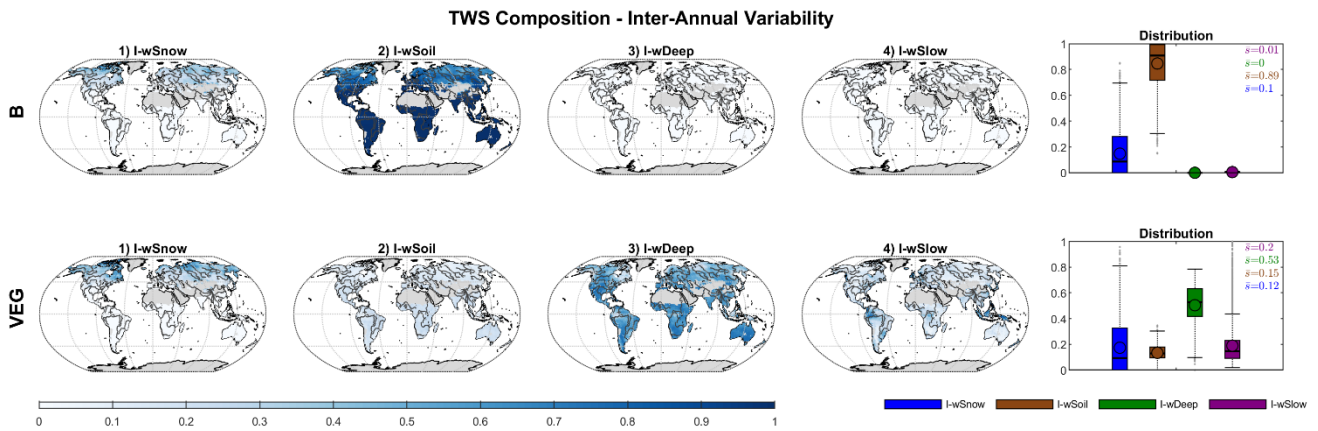 TWS Composition - Inter-Annual Variability
B
1) I-wSnow
2) I-wSoil
3) I-wDeep
4) I-wSlow
Distribution
1
0.8
0.6
0.4
0.2
0
s̄=0.01
s̄=0
s̄=0.89
s̄=0.1
VEG
1) I-wSnow
2) I-wSoil
3) I-wDeep
4) I-wSlow
Distribution
1
0.8
0.6
0.4
0.2
0
s̄=0.2
s̄=0.53
s̄=0.15
s̄=0.12
0 0.1 0.2 0.3 0.4 0.5 0.6 0.7 0.8 0.9 1
I-wSnow I-wSoil I-wDeep I-wSlow